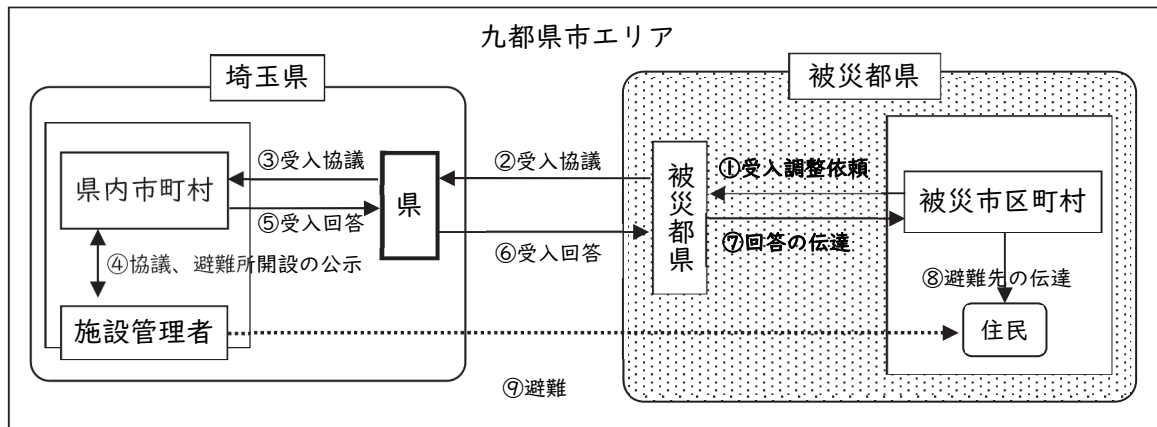 九都県市エリア
埼玉県
被災都県
③受入協議
②受入協議
①受入調整依頼
県内市町村
県
被災都県
被災市区町村
⑤受入回答
⑥受入回答
⑦回答の伝達
④協議、避難所開設の公示
⑧避難先の伝達
施設管理者
住民
⑨避難